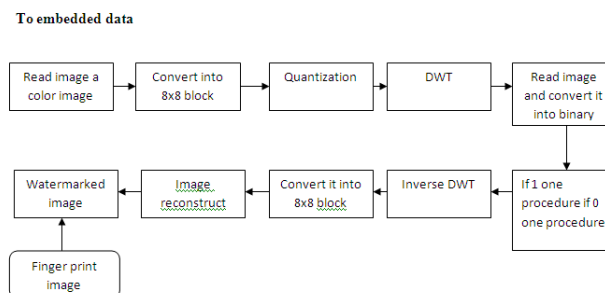 To embedded data
Read image a
color image
Convert into
8x8 block
Quantization
DWT
Read image
and convert it
into binary
If 1 one
procedure if 0
one procedure
Inverse DWT
Convert it into
8x8 block
Image
reconstruct
Watermarked
image
Finger print
image